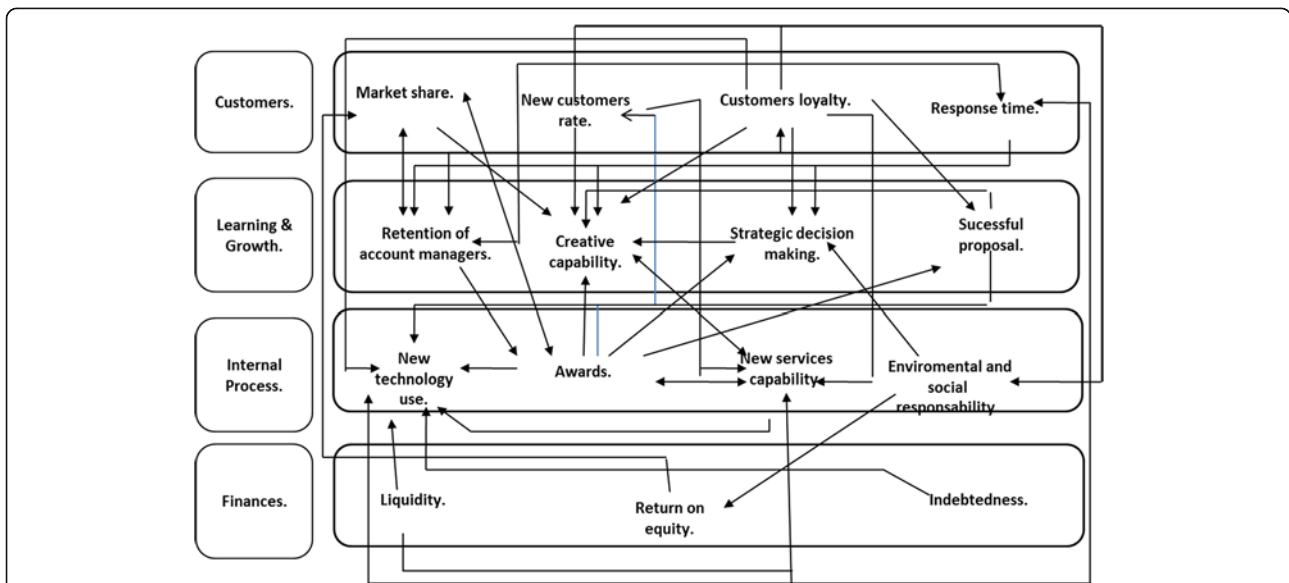 Customers.
Market share.
New customers
rate.
Customers loyalty.
Response time.
Learning &
Growth.
Retention of
account managers.
Creative
capability.
Strategic decision
making.
Sucessful
proposal.
Internal
Process.
New
technology
use.
Awards.
New services
capability
Enviromental and
social
responsability
Finances.
Liquidity.
Return on
equity.
Indebtedness.